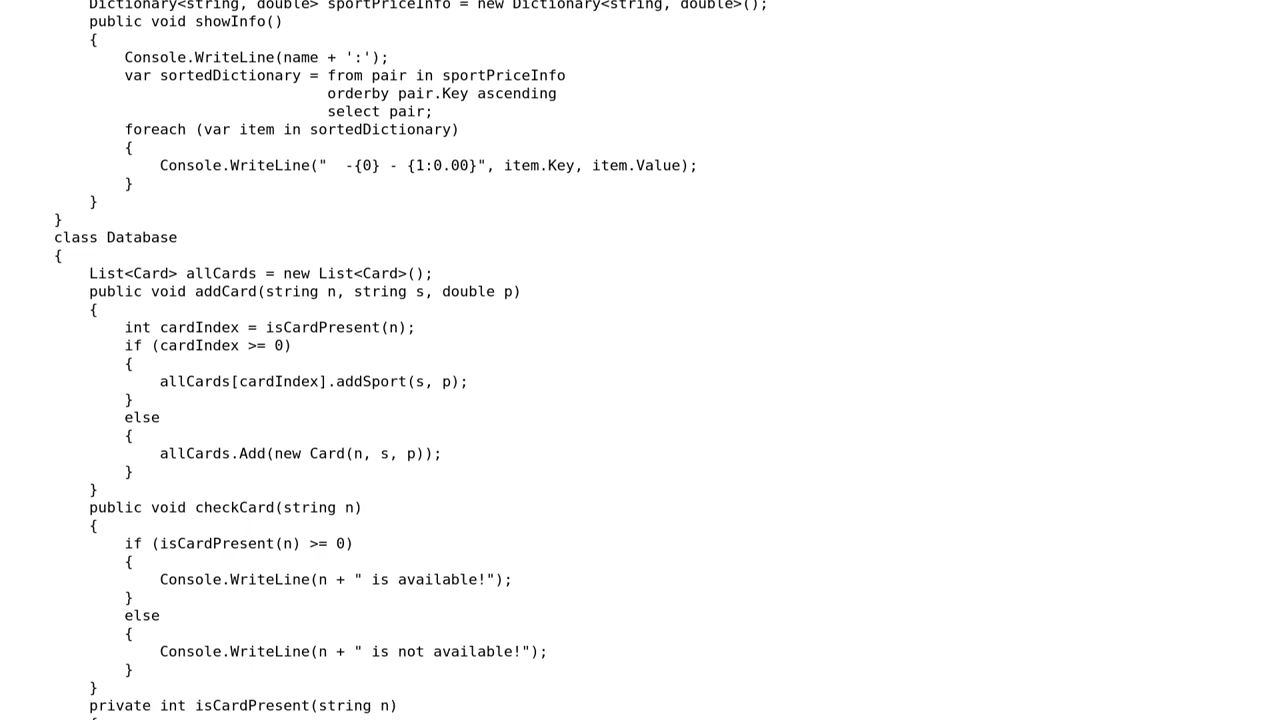 Dictionary<string, double> sportPriceInfo = new Dictionary<string, double>();
public void showInfo()
{
Console.WriteLine(name + ':');
var sortedDictionary = from pair in sportPriceInfo
orderby pair.Key ascending
select pair;
foreach (var item in sortedDictionary)
{
Console.WriteLine("  -{0} - {1:0.00}", item.Key, item.Value);
}
}
}
class Database
{
List<Card> allCards = new List<Card>();
public void addCard(string n, string s, double p)
{
int cardIndex = isCardPresent(n);
if (cardIndex >= 0)
{
allCards[cardIndex].addSport(s, p);
}
else
{
allCards.Add(new Card(n, s, p));
}
}
public void checkCard(string n)
{
if (isCardPresent(n) >= 0)
{
Console.WriteLine(n + " is available!");
}
else
{
Console.WriteLine(n + " is not available!");
}
}
private int isCardPresent(string n)
{